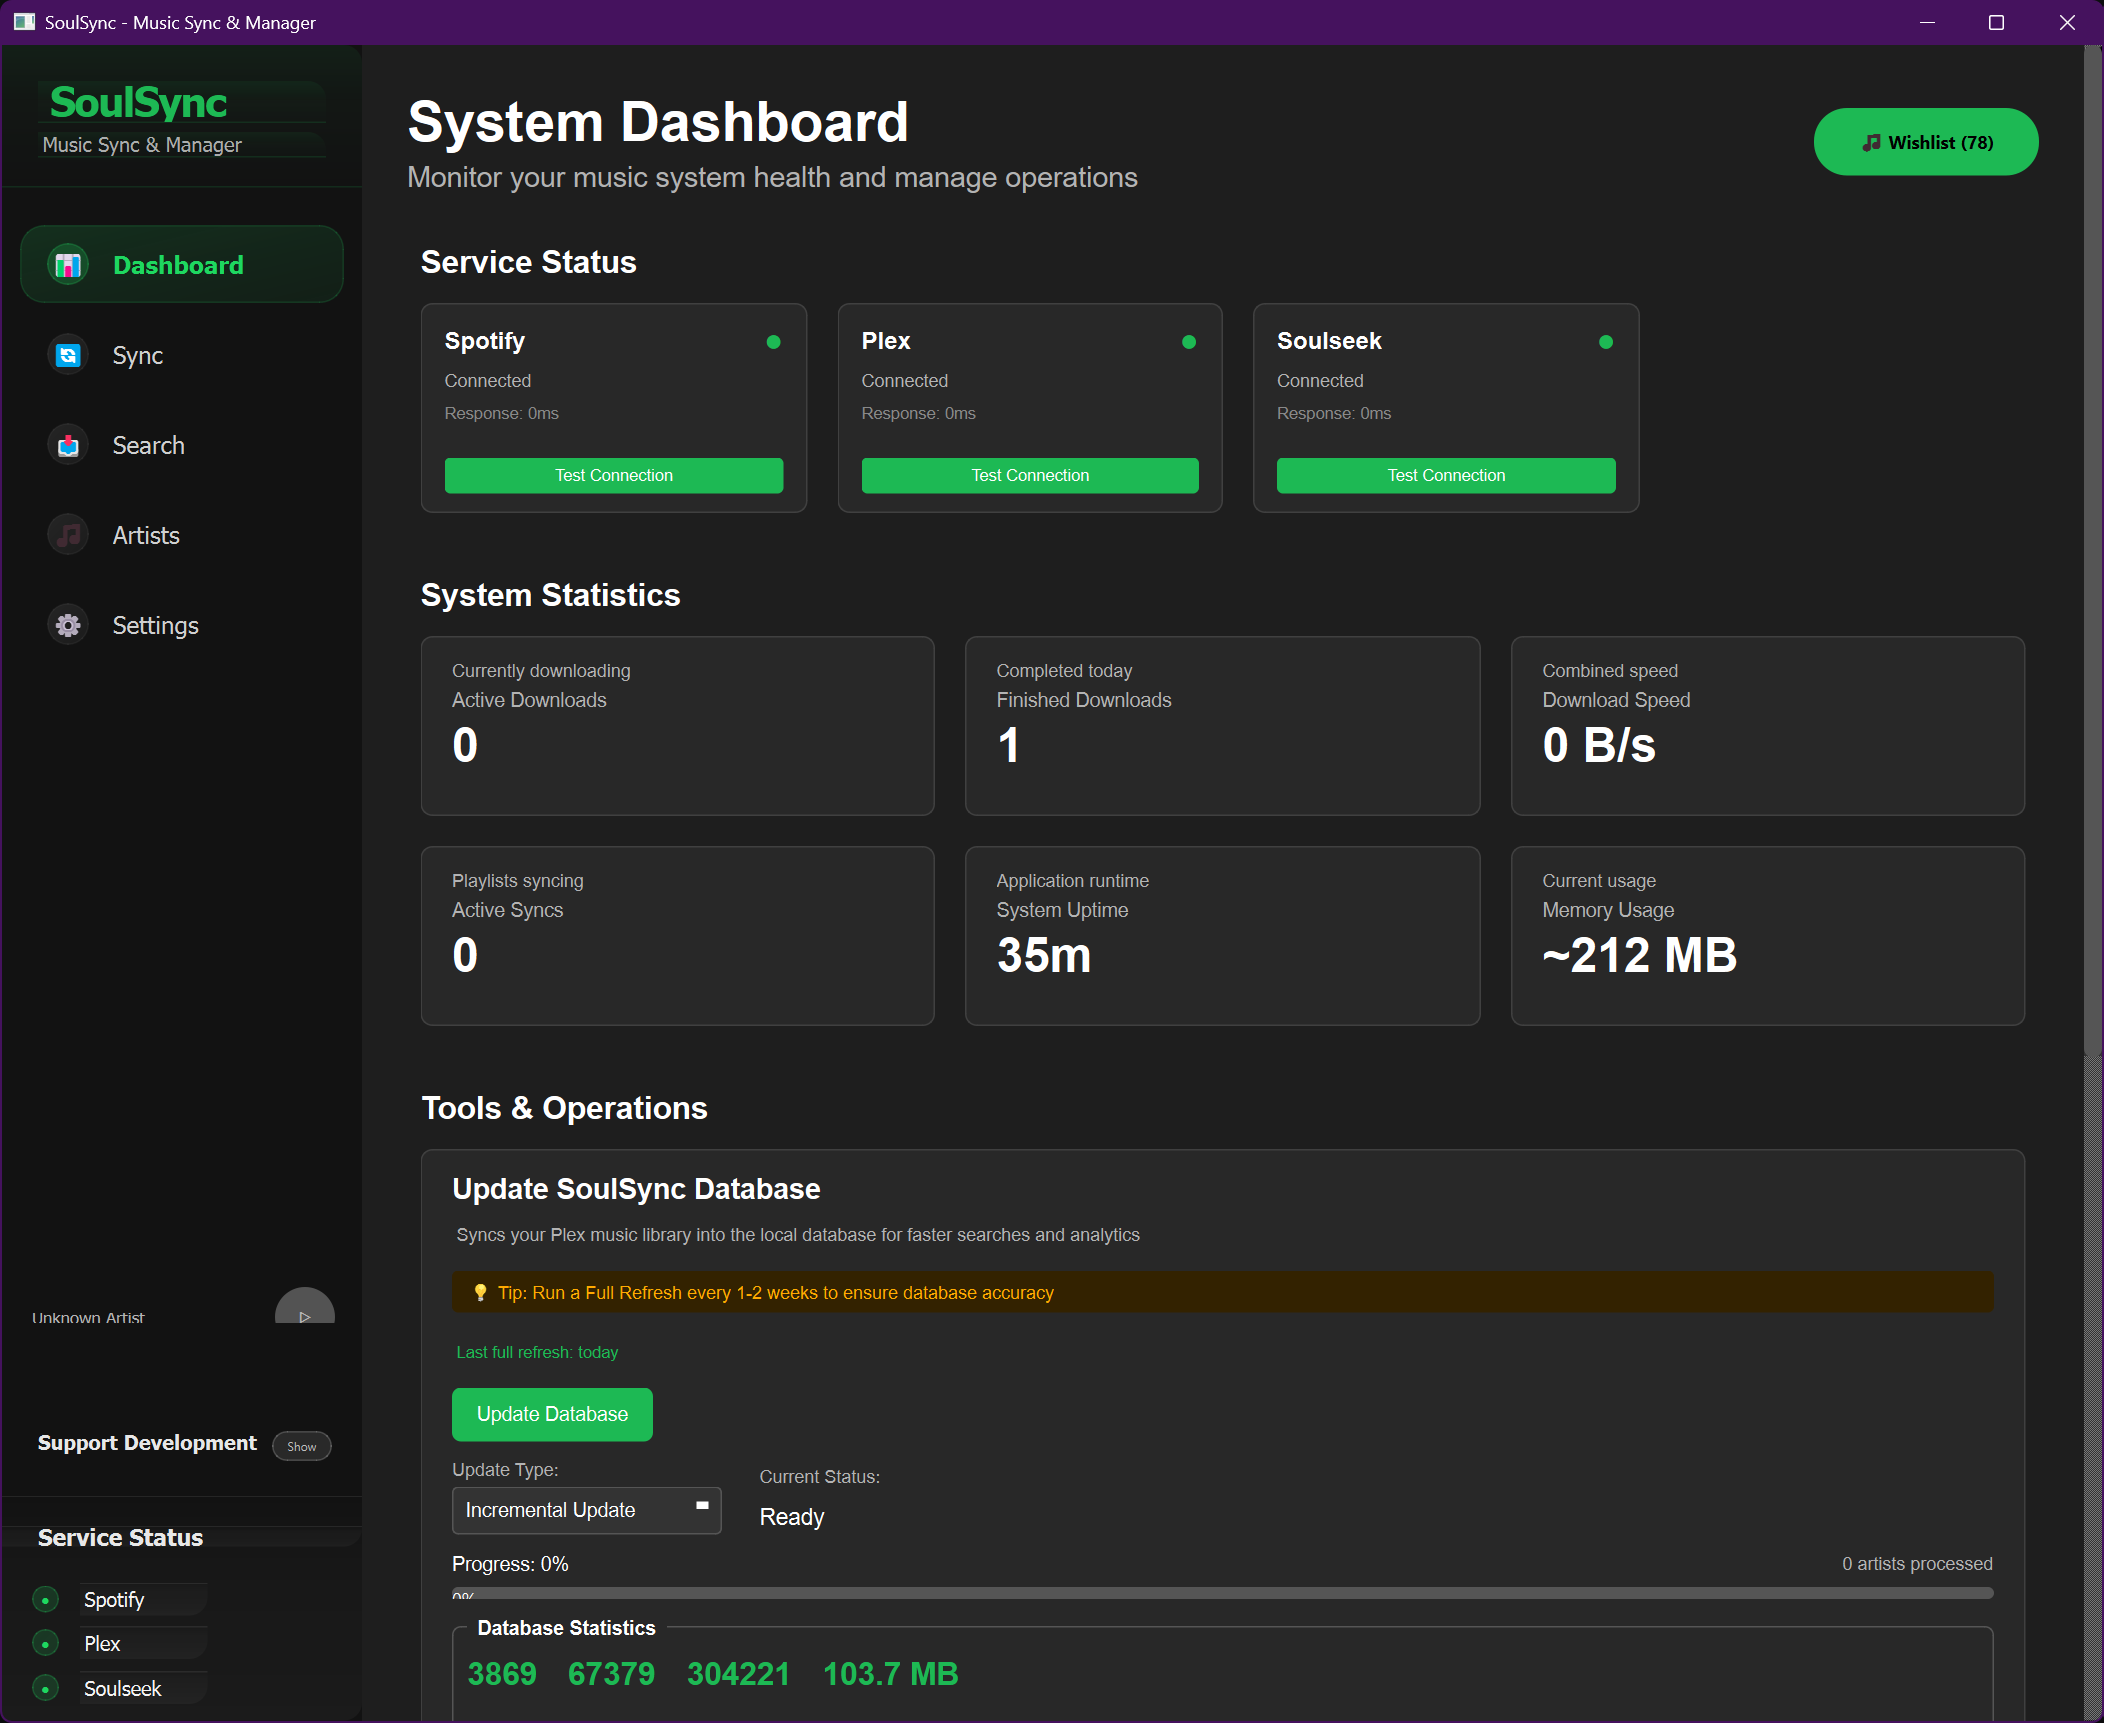 SoulSync - Music Sync & Manager
SoulSync
Music Sync & Manager
Dashboard
Sync
Search
Artists
Settings
Unknown Artist
Support Development
Show
Service Status
Spotify
Plex
Soulseek
System Dashboard
Monitor your music system health and manage operations
Wishlist (78)
Service Status
Spotify
Connected
Response: 0ms
Test Connection
Plex
Connected
Response: 0ms
Test Connection
Soulseek
Connected
Response: 0ms
Test Connection
System Statistics
Currently downloading
Active Downloads
0
Completed today
Finished Downloads
1
Combined speed
Download Speed
0 B/s
Playlists syncing
Active Syncs
0
Application runtime
System Uptime
35m
Current usage
Memory Usage
~212 MB
Tools & Operations
Update SoulSync Database
Syncs your Plex music library into the local database for faster searches and analytics
Tip: Run a Full Refresh every 1-2 weeks to ensure database accuracy
Last full refresh: today
Update Database
Update Type:
Incremental Update
Current Status:
Ready
Progress: 0%
0 artists processed
0%
Database Statistics
3869 67379 304221 103.7 MB